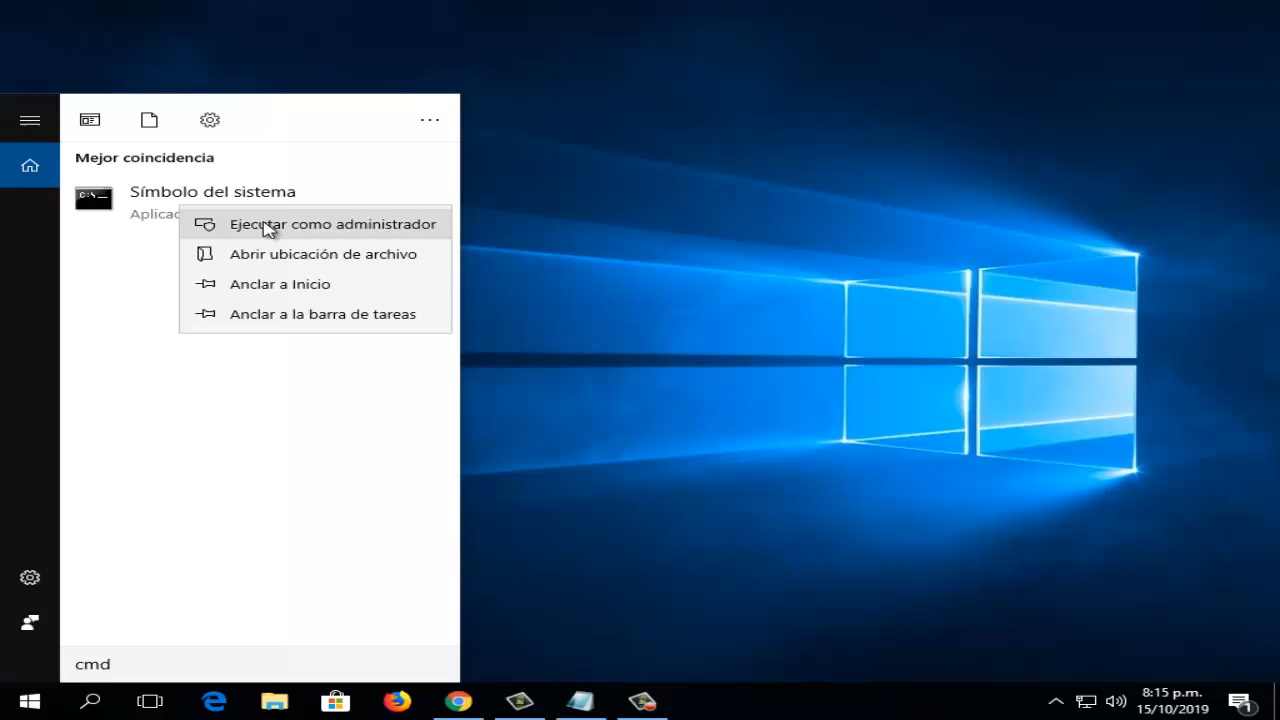 Mejor coincidencia
C:\
Símbolo del sistema
Aplicac
Ejecutar como administrador
Abrir ubicación de archivo
Anclar a Inicio
Anclar a la barra de tareas
cmd
8:15 p.m.
15/10/2019
1